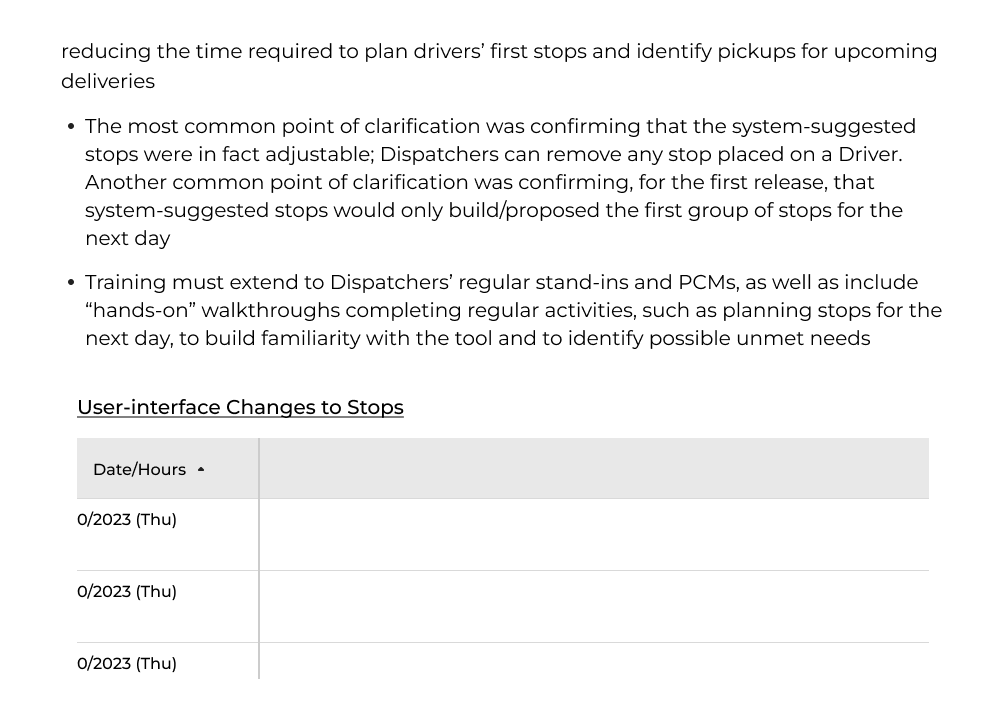 reducing the time required to plan drivers’ first stops and identify pickups for upcoming
deliveries
• The most common point of clarification was confirming that the system-suggested
stops were in fact adjustable; Dispatchers can remove any stop placed on a Driver.
Another common point of clarification was confirming, for the first release, that
system-suggested stops would only build/proposed the first group of stops for the
next day
• Training must extend to Dispatchers’ regular stand-ins and PCMs, as well as include
“hands-on” walkthroughs completing regular activities, such as planning stops for the
next day, to build familiarity with the tool and to identify possible unmet needs
User-interface Changes to Stops
Date/Hours
0/2023 (Thu)
0/2023 (Thu)
0/2023 (Thu)